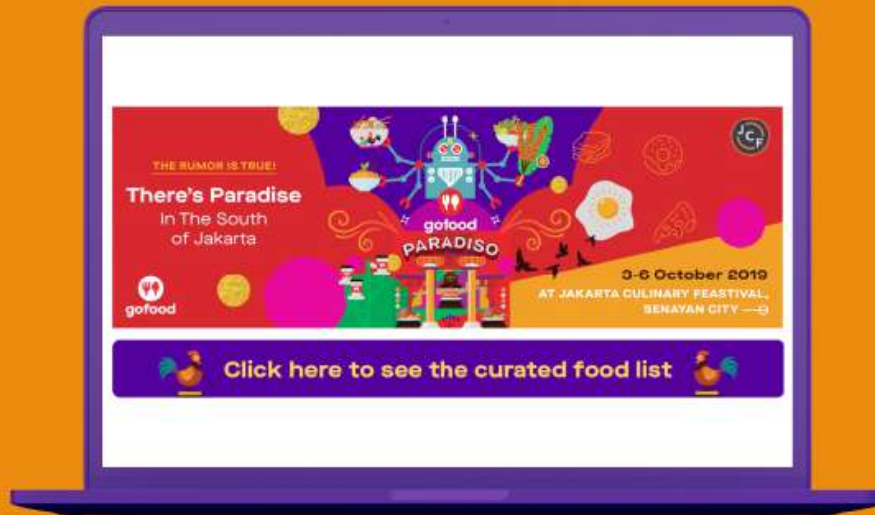 THE RUMOR IS TRUE!
There's Paradise
In The South
of Jakarta
gofood
gofood
PARADISO
JCF
3-6 October 2019
AT JAKARTA CULINARY FEASTIVAL,
SENAYAN CITY
Click here to see the curated food list